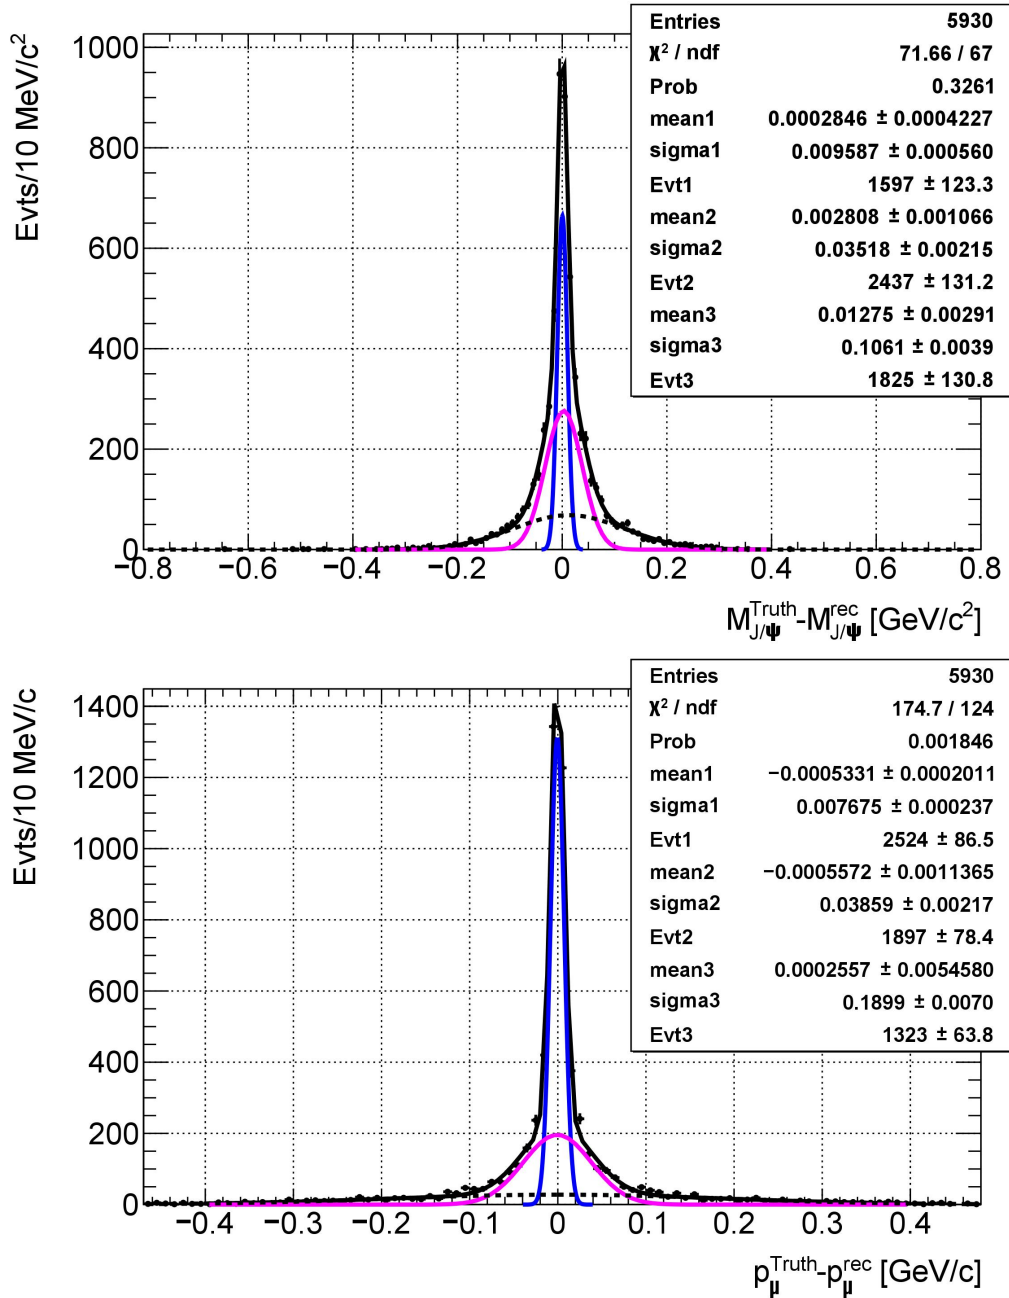 Entries 5930
χ² / ndf 71.66 / 67
Prob 0.3261
mean1 0.0002846 ± 0.0004227
sigma1 0.009587 ± 0.000560
Evt1 1597 ± 123.3
mean2 0.002808 ± 0.001066
sigma2 0.03518 ± 0.00215
Evt2 2437 ± 131.2
mean3 0.01275 ± 0.00291
sigma3 0.1061 ± 0.0039
Evt3 1825 ± 130.8
Evts/10 MeV/c²
1000
800
600
400
200
0
−0.8 −0.6 −0.4 −0.2 0 0.2 0.4 0.6 0.8
M_{J/ψ}^{Truth}-M_{J/ψ}^{rec} [GeV/c²]
Entries 5930
χ² / ndf 174.7 / 124
Prob 0.001846
mean1 −0.0005331 ± 0.0002011
sigma1 0.007675 ± 0.000237
Evt1 2524 ± 86.5
mean2 −0.0005572 ± 0.0011365
sigma2 0.03859 ± 0.00217
Evt2 1897 ± 78.4
mean3 0.0002557 ± 0.0054580
sigma3 0.1899 ± 0.0070
Evt3 1323 ± 63.8
Evts/10 MeV/c
1400
1200
1000
800
600
400
200
0
−0.4 −0.3 −0.2 −0.1 0 0.1 0.2 0.3 0.4
p_μ^{Truth}-p_μ^{rec} [GeV/c]